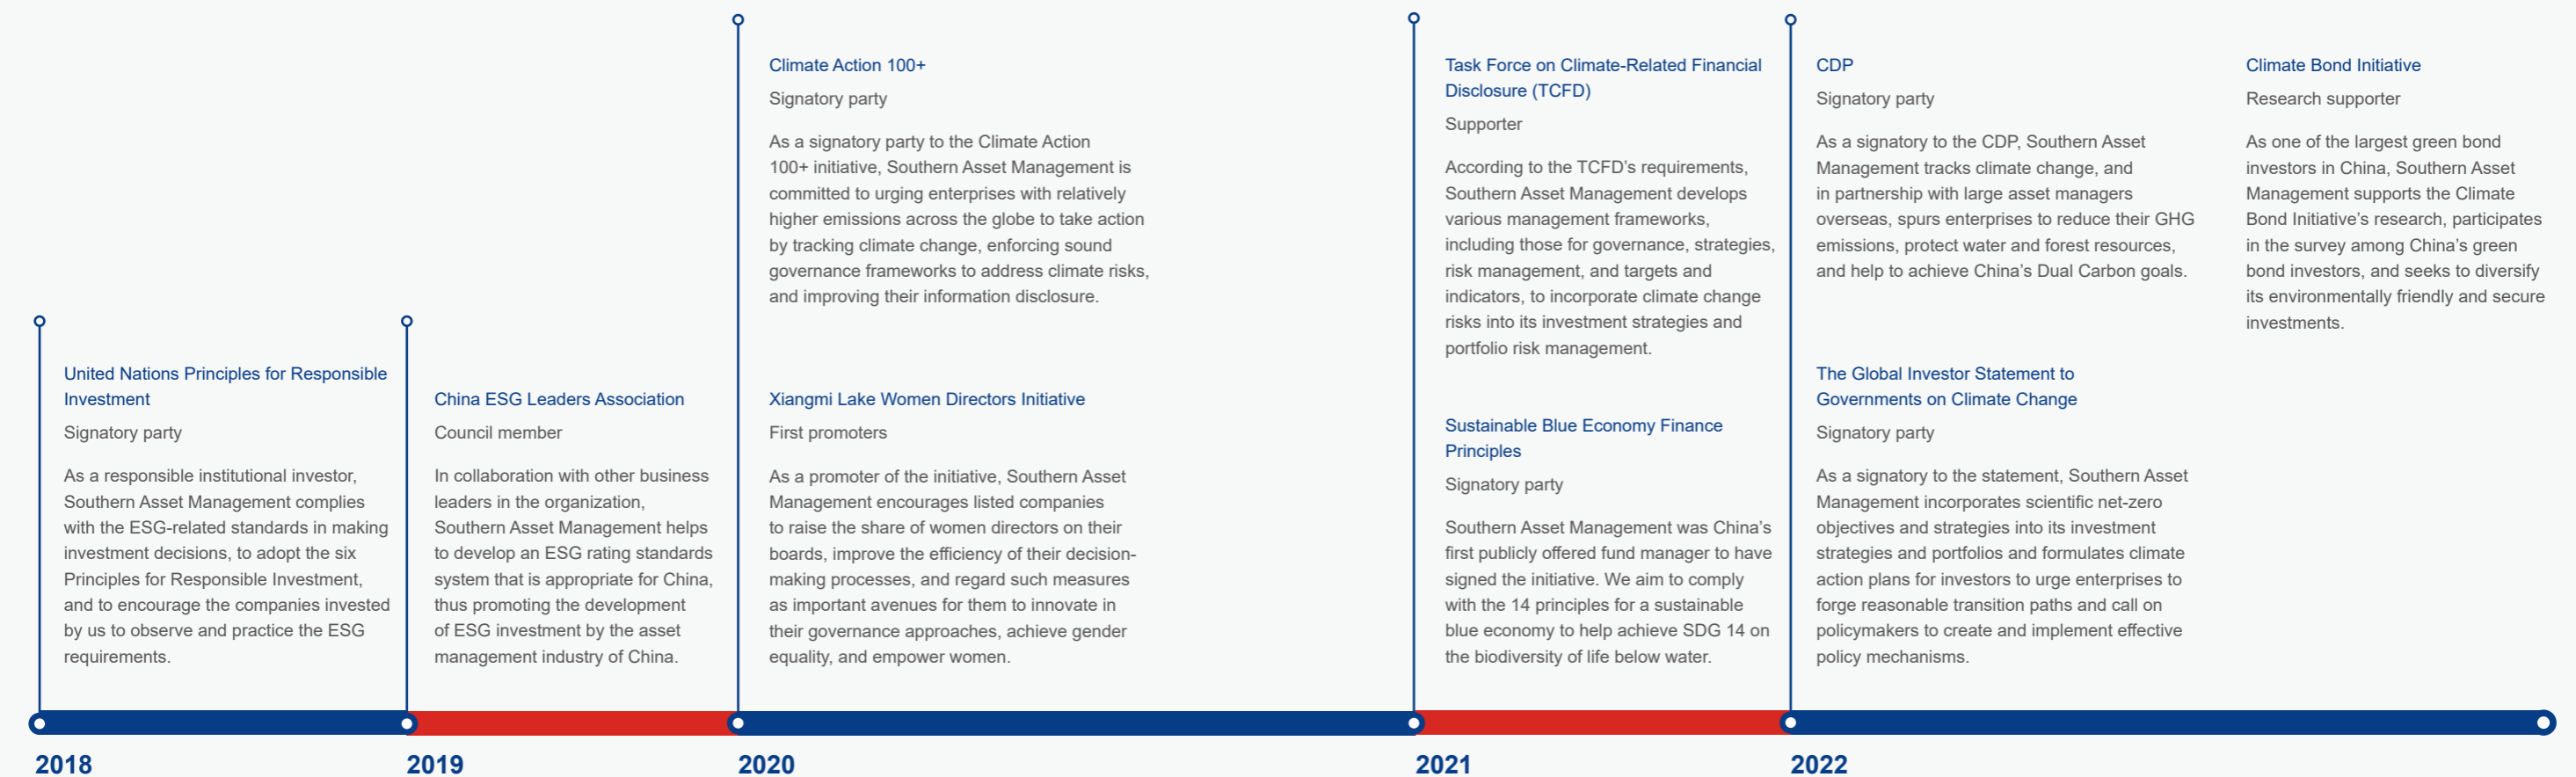 United Nations Principles for Responsible
Investment
Signatory party
As a responsible institutional investor,
Southern Asset Management complies
with the ESG-related standards in making
investment decisions, to adopt the six
Principles for Responsible Investment,
and to encourage the companies invested
by us to observe and practice the ESG
requirements.
2018
China ESG Leaders Association
Council member
In collaboration with other business
leaders in the organization,
Southern Asset Management helps
to develop an ESG rating standards
system that is appropriate for China,
thus promoting the development
of ESG investment by the asset
management industry of China.
2019
Climate Action 100+
Signatory party
As a signatory party to the Climate Action
100+ initiative, Southern Asset Management is
committed to urging enterprises with relatively
higher emissions across the globe to take action
by tracking climate change, enforcing sound
governance frameworks to address climate risks,
and improving their information disclosure.
Xiangmi Lake Women Directors Initiative
First promoters
As a promoter of the initiative, Southern Asset
Management encourages listed companies
to raise the share of women directors on their
boards, improve the efficiency of their decision-
making processes, and regard such measures
as important avenues for them to innovate in
their governance approaches, achieve gender
equality, and empower women.
2020
Task Force on Climate-Related Financial
Disclosure (TCFD)
Supporter
According to the TCFD's requirements,
Southern Asset Management develops
various management frameworks,
including those for governance, strategies,
risk management, and targets and
indicators, to incorporate climate change
risks into its investment strategies and
portfolio risk management.
Sustainable Blue Economy Finance
Principles
Signatory party
Southern Asset Management was China's
first publicly offered fund manager to have
signed the initiative. We aim to comply
with the 14 principles for a sustainable
blue economy to help achieve SDG 14 on
the biodiversity of life below water.
2021
CDP
Signatory party
As a signatory to the CDP, Southern Asset
Management tracks climate change, and
in partnership with large asset managers
overseas, spurs enterprises to reduce their GHG
emissions, protect water and forest resources,
and help to achieve China's Dual Carbon goals.
The Global Investor Statement to
Governments on Climate Change
Signatory party
As a signatory to the statement, Southern Asset
Management incorporates scientific net-zero
objectives and strategies into its investment
strategies and portfolios and formulates climate
action plans for investors to urge enterprises to
forge reasonable transition paths and call on
policymakers to create and implement effective
policy mechanisms.
Climate Bond Initiative
Research supporter
As one of the largest green bond
investors in China, Southern Asset
Management supports the Climate
Bond Initiative's research, participates
in the survey among China's green
bond investors, and seeks to diversify
its environmentally friendly and secure
investments.
2022